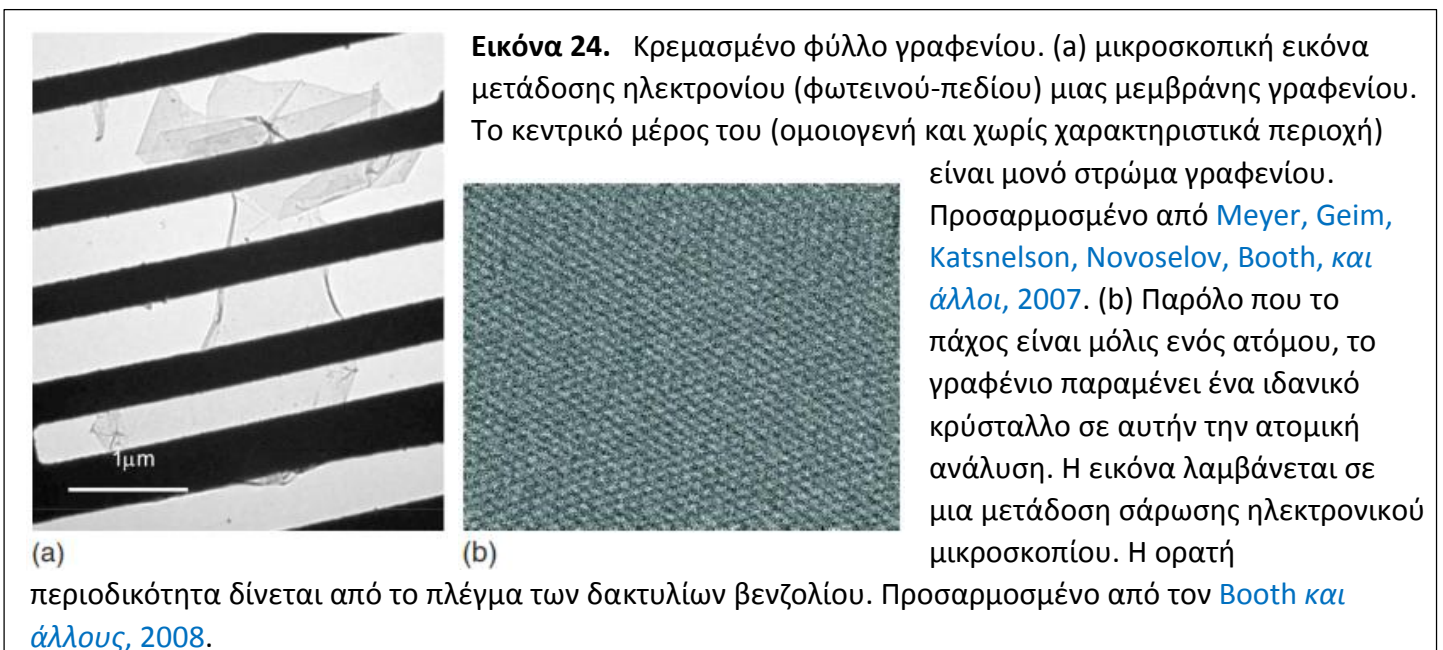 Εικόνα 24. Κρεμασμένο φύλλο γραφενίου. (a) μικροσκοπική εικόνα
μετάδοσης ηλεκτρονίου (φωτεινού-πεδίου) μιας μεμβράνης γραφενίου.
Το κεντρικό μέρος του (ομοιογενή και χωρίς χαρακτηριστικά περιοχή)
είναι μονό στρώμα γραφενίου.
Προσαρμοσμένο από Meyer, Geim,
Katsnelson, Novoselov, Booth, και
άλλοι, 2007. (b) Παρόλο που το
πάχος είναι μόλις ενός ατόμου, το
γραφένιο παραμένει ένα ιδανικό
κρύσταλλο σε αυτήν την ατομική
ανάλυση. Η εικόνα λαμβάνεται σε
μια μετάδοση σάρωσης ηλεκτρονικού
μικροσκοπίου. Η ορατή
περιοδικότητα δίνεται από το πλέγμα των δακτυλίων βενζολίου. Προσαρμοσμένο από τον Booth και
άλλους, 2008.
1μm
(a)
(b)